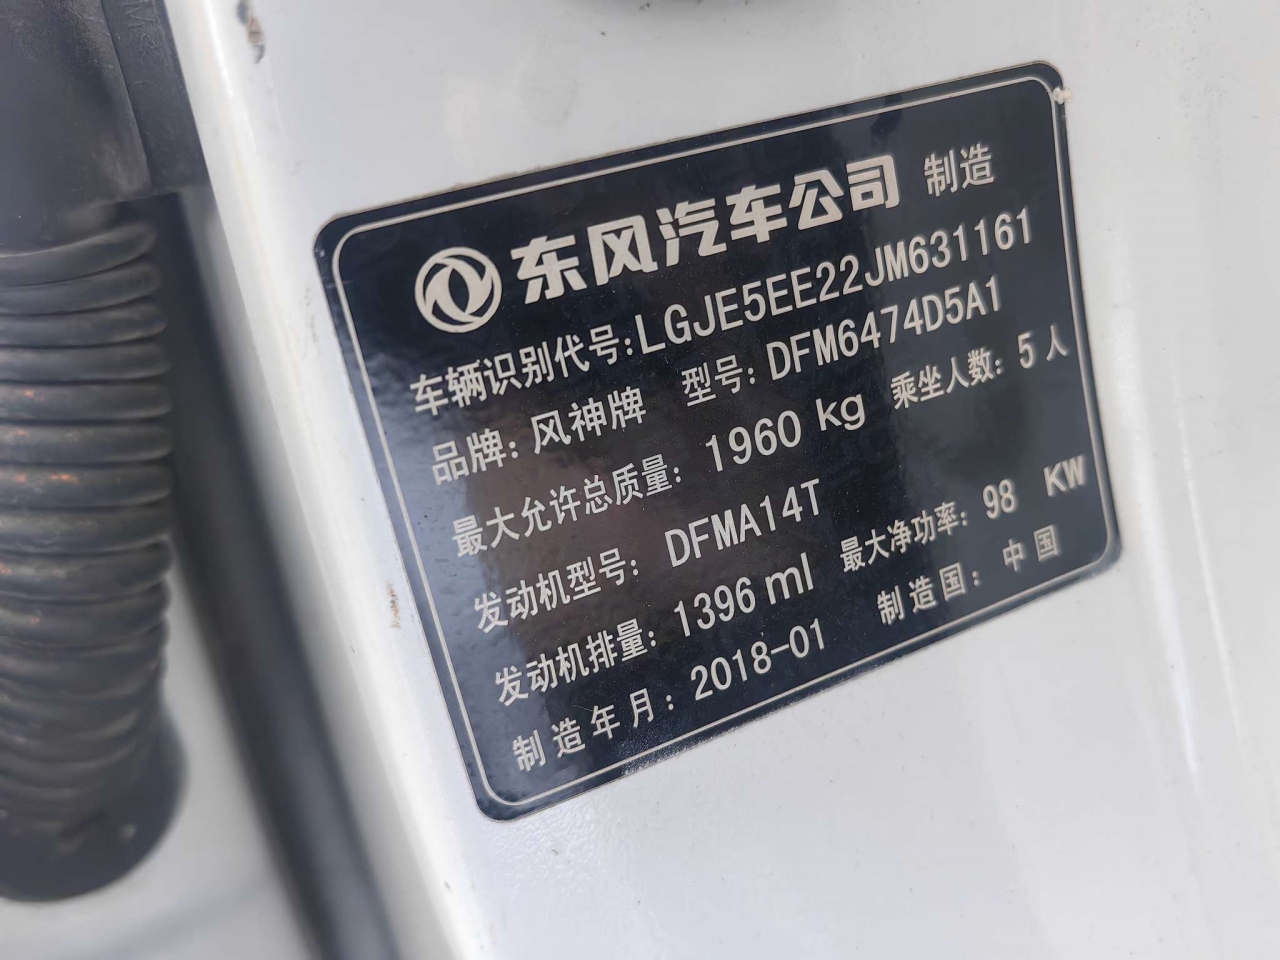 东风汽车公司 制造
车辆识别代号:LGJE5EE22JM631161
品牌: 风神牌 型号: DFM6474D5A1
最大允许总质量: 1960 kg 乘坐人数: 5 人
发动机型号: DFMA14T
发动机排量: 1396 ml 最大净功率: 98 KW
制造年月: 2018-01 制造国: 中国